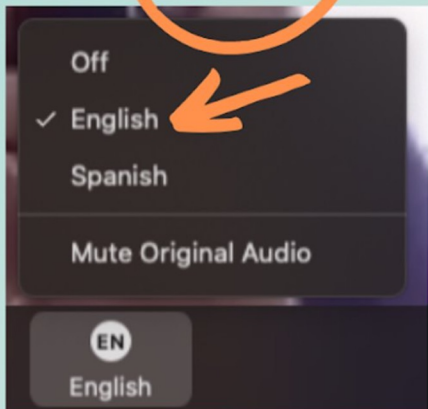 Off
✓ English
Spanish
Mute Original Audio
EN
English